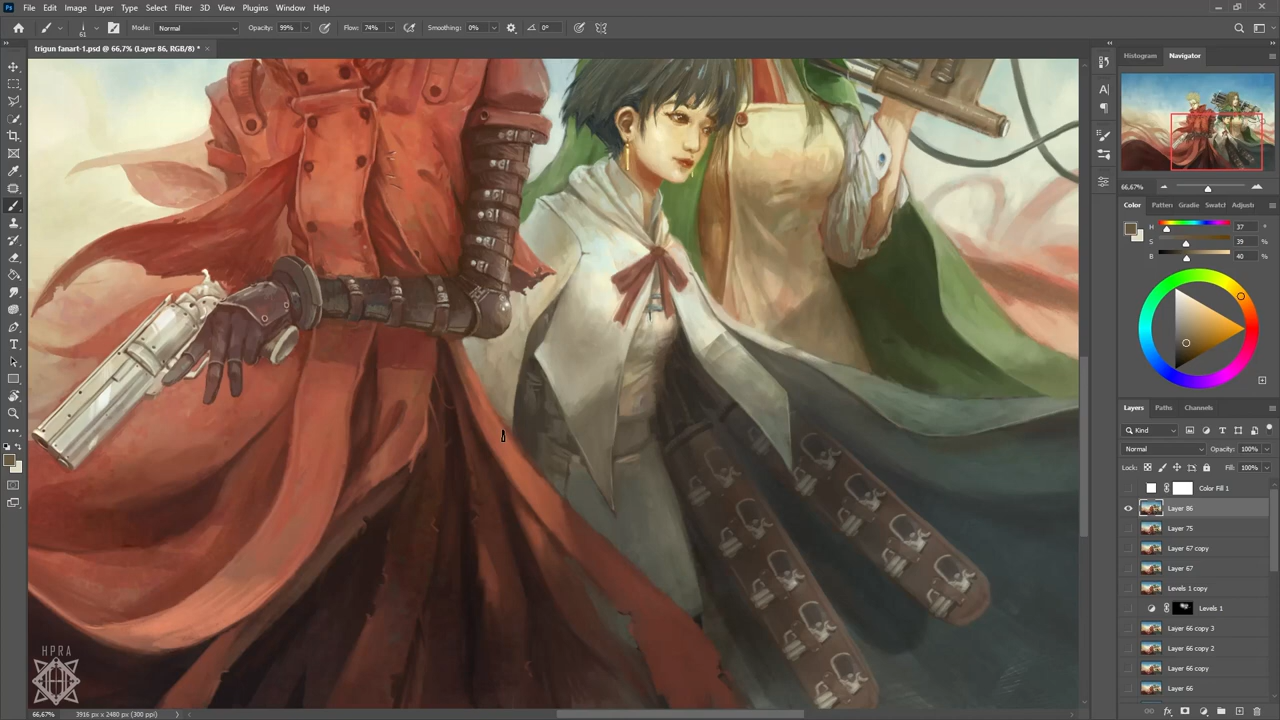 Ps File Edit Image Layer Type Select Filter 3D View Plugins Window Help
61 Mode: Normal Opacity: 99% Flow: 74% Smoothing: 0% 0°
trigun fanart-1.psd @ 66,7% (Layer 86, RGB/8) * ×
Histogram Navigator
66,67%
Color Pattern Gradie Swatcl Adjusti
H 37 °
S 39 %
B 40 %
Layers Paths Channels
Kind
Normal Opacity: 100%
Lock: Fill: 100%
Color Fill 1
Layer 86
Layer 75
Layer 67 copy
Layer 67
Levels 1 copy
Levels 1
Layer 66 copy 3
Layer 66 copy 2
Layer 66 copy
Layer 66
HPRA
66,67% 3916 px x 2480 px (300 ppi)